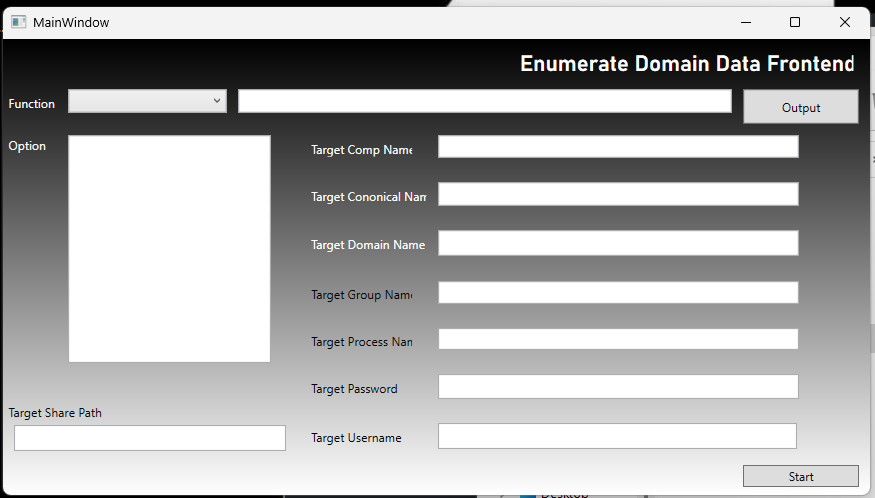 MainWindow
Enumerate Domain Data Frontend
Function
Output
Option
Target Comp Name
Target Cononical Nam
Target Domain Name
Target Group Name
Target Process Nam
Target Password
Target Share Path
Target Username
Start
Desktop